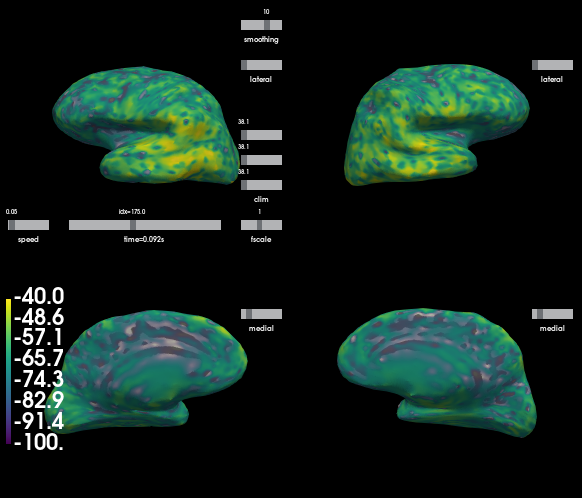 10
smoothing
lateral
lateral
38.1
38.1
38.1
clim
0.05
idx=175.0
1
speed
time=0.092s
fscale
medial
medial
-40.0
-48.6
-57.1
-65.7
-74.3
-82.9
-91.4
-100.